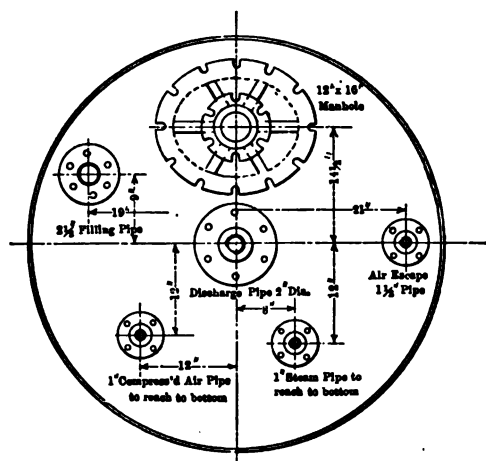 12"x 16"
Manhole
14½"
9"
19"
2½" Filling Pipe
21"
Air Escape
1½" Pipe
Discharge Pipe 2" Dia.
12"
12"
12"
1" Compress'd Air Pipe
to reach to bottom
1" Steam Pipe to
reach to bottom